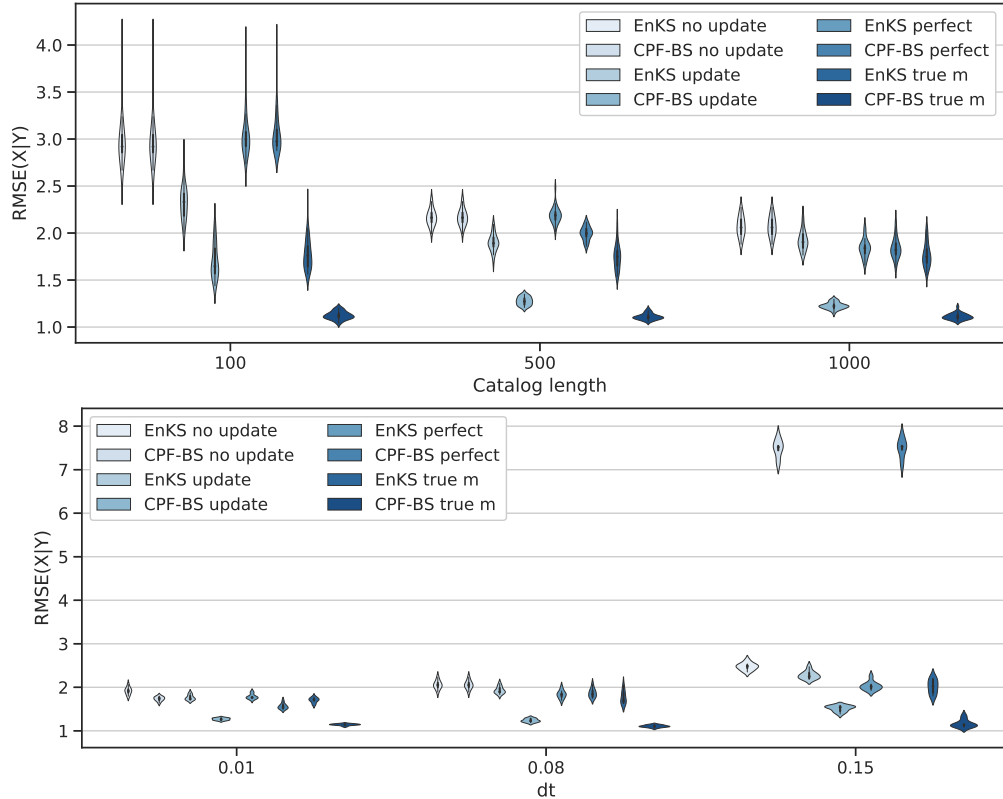 4.0
3.5
3.0
2.5
2.0
1.5
1.0
RMSE(X|Y)
EnKS no update
CPF-BS no update
EnKS update
CPF-BS update
EnKS perfect
CPF-BS perfect
EnKS true m
CPF-BS true m
100
500
1000
Catalog length
8
7
6
5
4
3
2
1
RMSE(X|Y)
EnKS no update
CPF-BS no update
EnKS update
CPF-BS update
EnKS perfect
CPF-BS perfect
EnKS true m
CPF-BS true m
0.01
0.08
0.15
dt